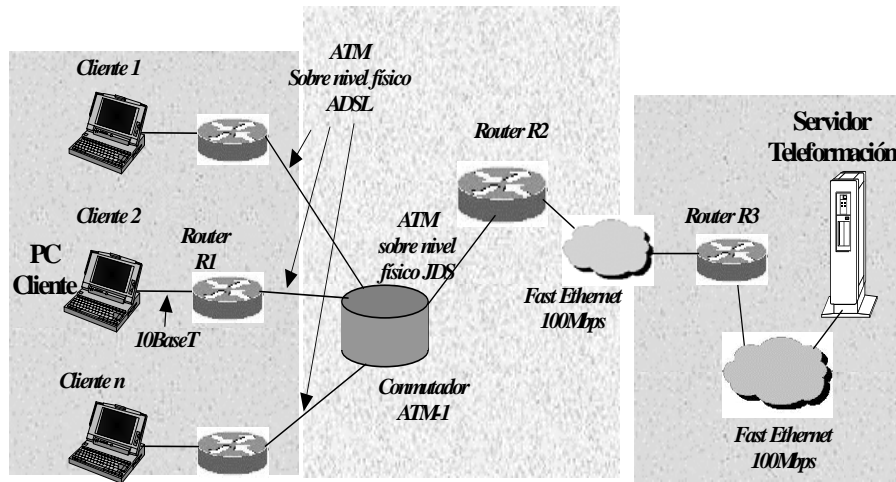 Cliente 1
ATM
Sobre nivel físico
ADSL
Router R2
Servidor
Teleformación
Cliente 2
PC
Cliente
Router
R1
10BaseT
ATM
sobre nivel
físico JDS
Router R3
Fast Ethernet
100Mbps
Cliente n
Conmutador
ATM-1
Fast Ethernet
100Mbps